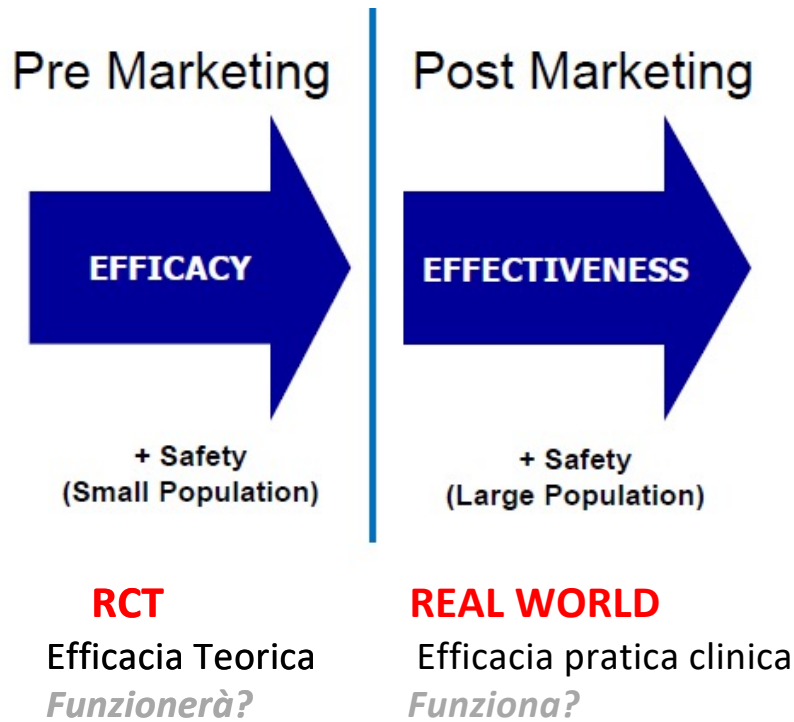 Pre Marketing
EFFICACY
+ Safety
(Small Population)
RCT
Efficacia Teorica
Funzionerà?
Post Marketing
EFFECTIVENESS
+ Safety
(Large Population)
REAL WORLD
Efficacia pratica clinica
Funziona?